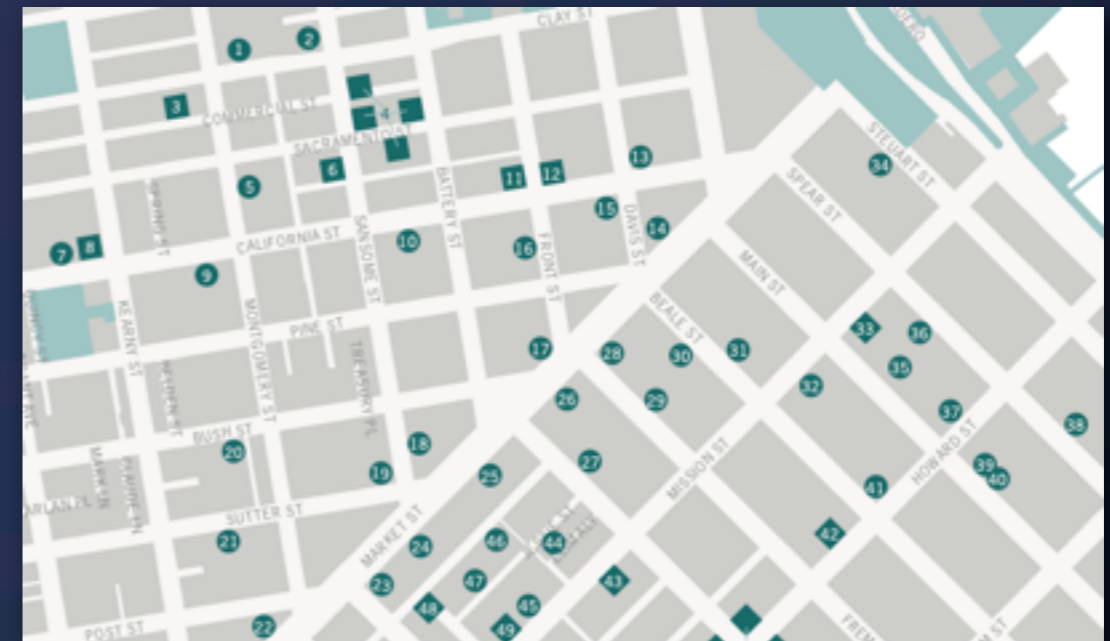 CLAY ST
1
2
3
COMMERCIAL ST
4
SACRAMENTO ST
5
6
11
12
13
34
STEUART ST
SPEAR ST
SPRING ST
BATTERY ST
SANSOME ST
CALIFORNIA ST
7
8
9
10
15
14
16
DAVIS ST
FRONT ST
MAIN ST
BEALE ST
KEARNY ST
MONTGOMERY ST
PINE ST
TREASURY PL
17
28
30
31
33
36
35
32
29
26
37
38
BUSH ST
20
18
19
25
27
MISSION ST
HOWARD ST
39
40
41
42
SUTTER ST
MARKET ST
21
24
46
44
43
23
47
48
45
49
22
POST ST
ST